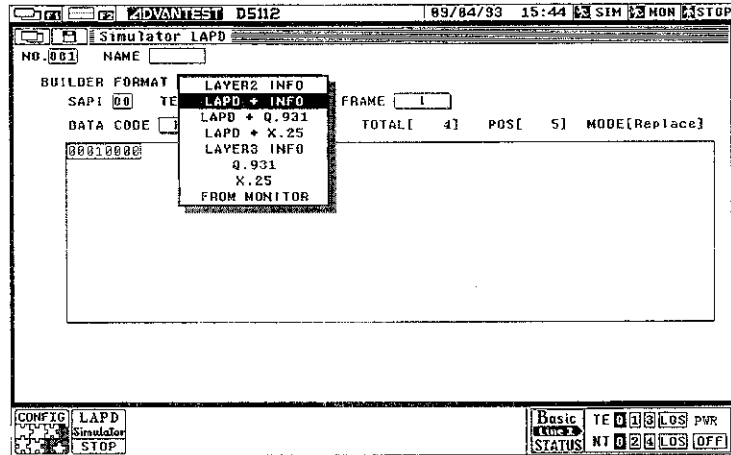 F1 F2 ADVANTEST D5112 09/04/93 15:44 SIM MON STOP
Simulator LAPD
NO.001 NAME
BUILDER FORMAT
SAPI 00 TE FRAME I
DATA CODE TOTAL[ 4] POS[ 5] MODE[Replace]
00010000
LAYER2 INFO
LAPD + INFO
LAPD + Q.931
LAPD + X.25
LAYER3 INFO
Q.931
X.25
FROM MONITOR
CONFIG LAPD
Simulator
STOP
Basic TE 0 1 3 LOS PWR
Line I
STATUS NT 0 2 4 LOS OFF